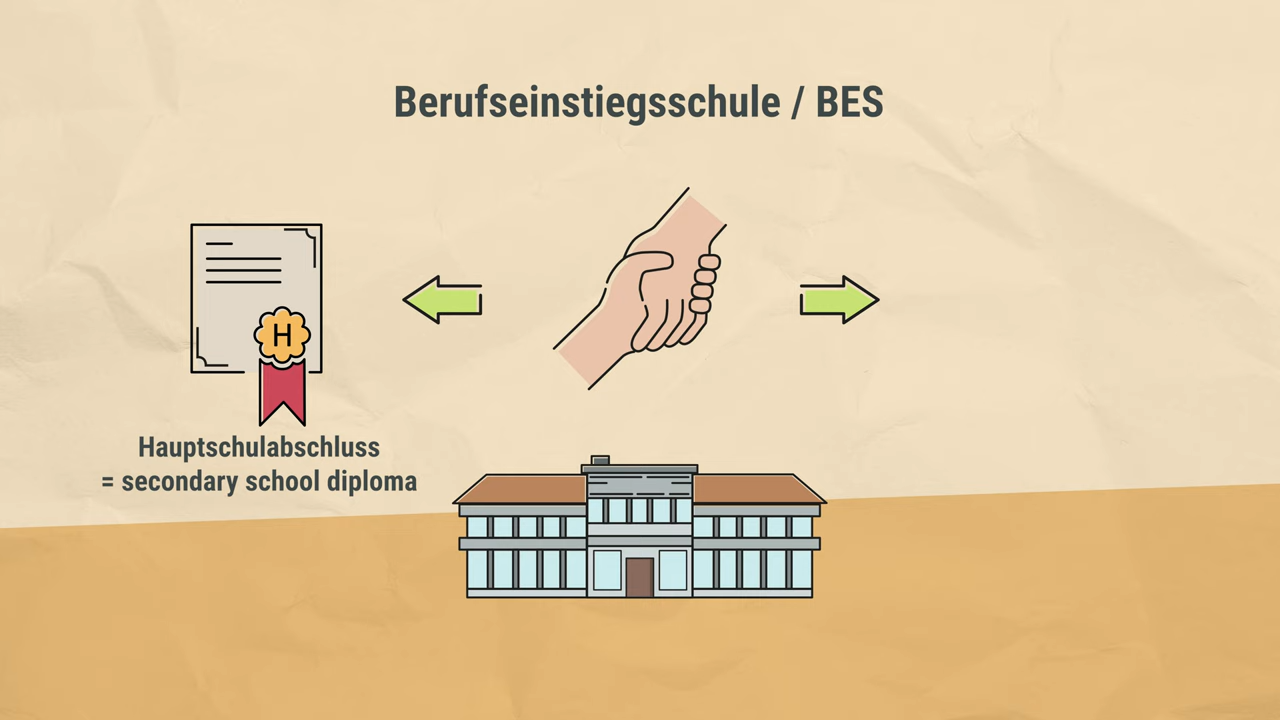 Berufseinstiegsschule / BES
H
Hauptschulabschluss
= secondary school diploma